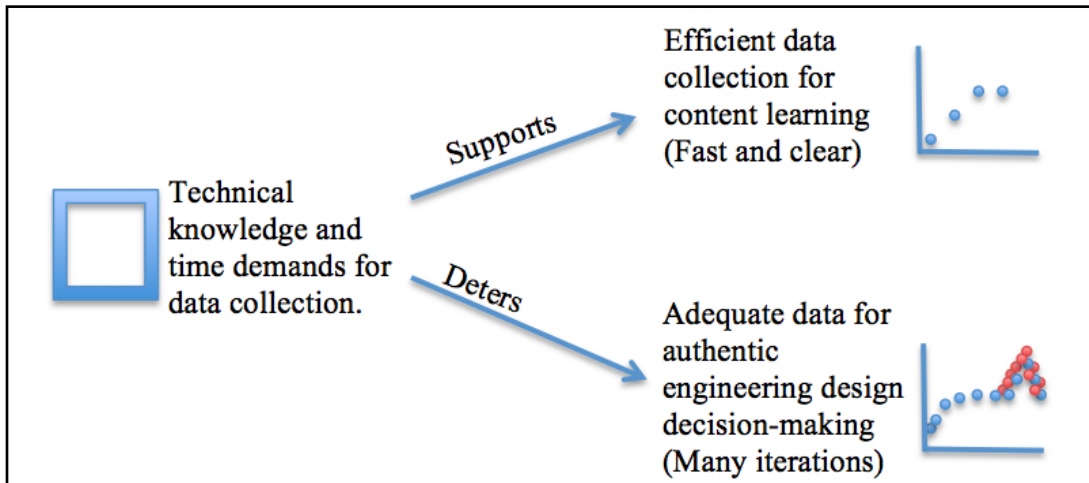 Technical
knowledge and
time demands for
data collection.
Supports
Efficient data
collection for
content learning
(Fast and clear)
Deters
Adequate data for
authentic
engineering design
decision-making
(Many iterations)